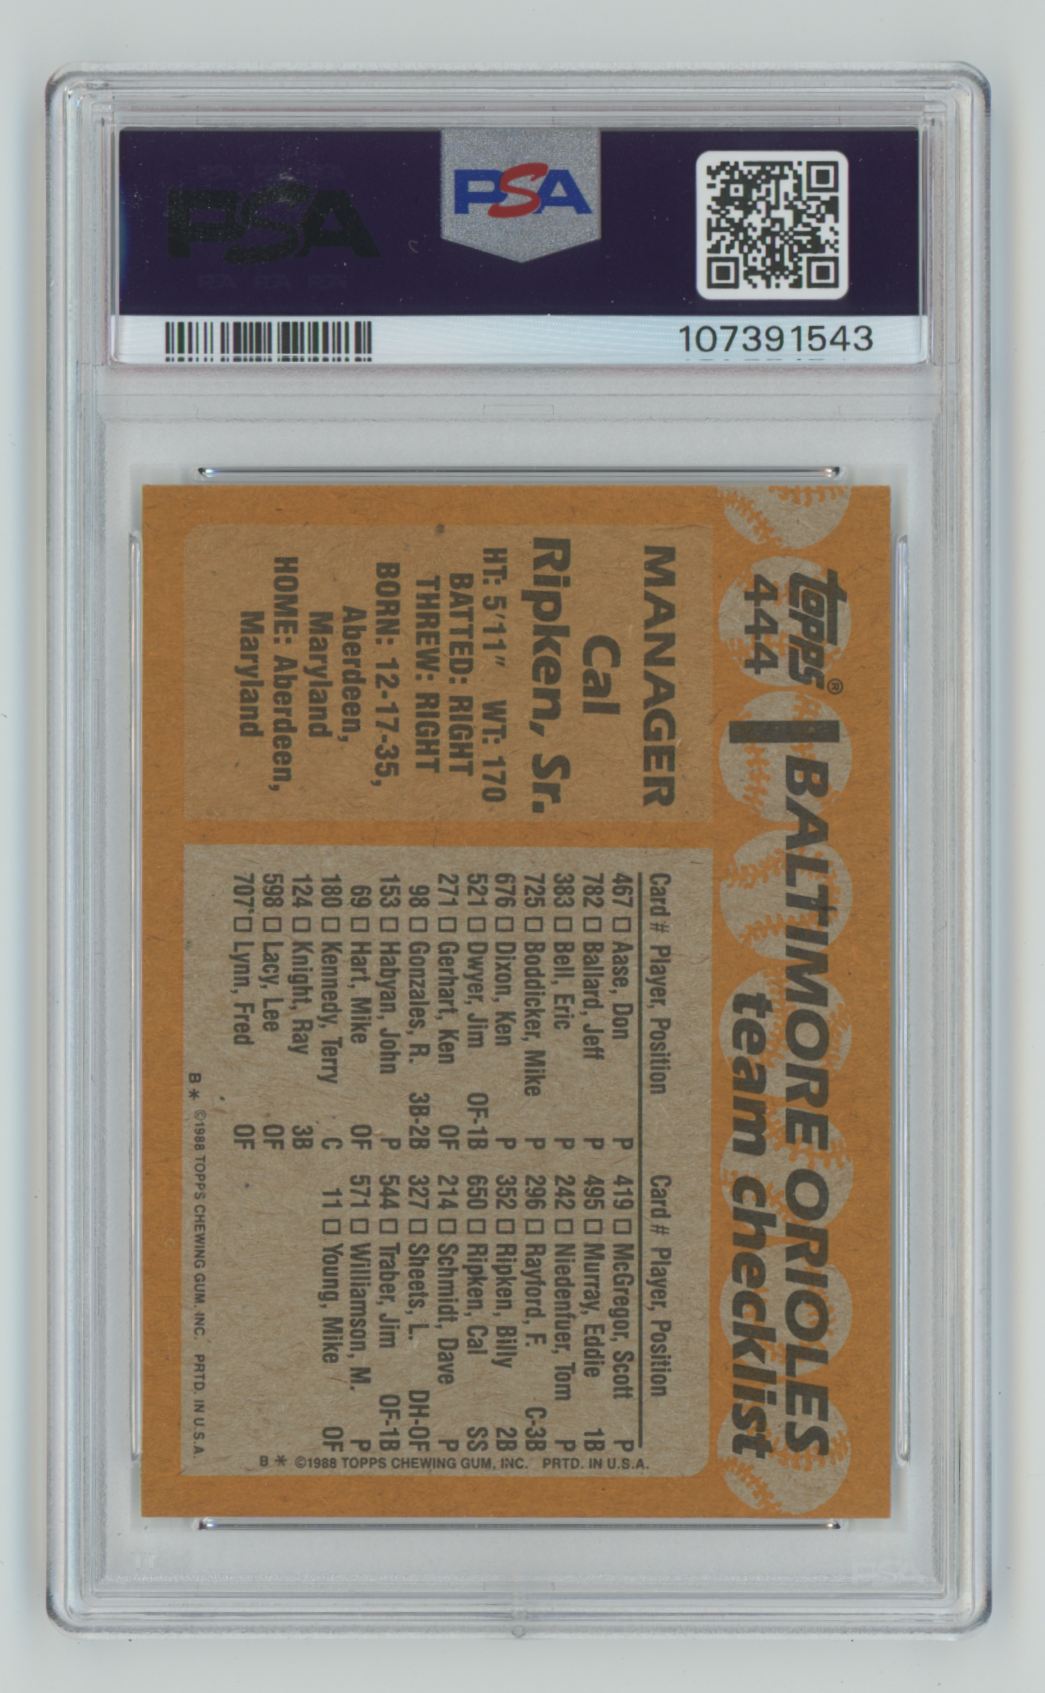 PSA
PSA
107391543
topps®
444
BALTIMORE ORIOLES
team checklist
MANAGER
Cal
Ripken, Sr.
HT: 5'11" WT: 170
BATTED: RIGHT
THREW: RIGHT
BORN: 12-17-35,
Aberdeen,
Maryland
HOME: Aberdeen,
Maryland
Card # Player, Position
467 □ Aase, Don P
782 □ Ballard, Jeff P
383 □ Bell, Eric P
725 □ Boddicker, Mike P
676 □ Dixon, Ken P
521 □ Dwyer, Jim OF-1B
271 □ Gerhart, Ken OF
98 □ Gonzales, R. 3B-2B
153 □ Habyan, John P
69 □ Hart, Mike OF
180 □ Kennedy, Terry C
124 □ Knight, Ray 3B
598 □ Lacy, Lee OF
707 □ Lynn, Fred OF
Card # Player, Position
419 □ McGregor, Scott P
495 □ Murray, Eddie 1B
242 □ Niedenfuer, Tom P
296 □ Rayford, F. C-3B
352 □ Ripken, Billy 2B
650 □ Ripken, Cal SS
214 □ Schmidt, Dave P
327 □ Sheets, L. DH-OF
544 □ Traber, Jim OF-1B
571 □ Williamson, M. P
11 □ Young, Mike OF
B* ©1988 TOPPS CHEWING GUM, INC. PRTD. IN U.S.A.
B* ©1988 TOPPS CHEWING GUM, INC. PRTD. IN U.S.A.